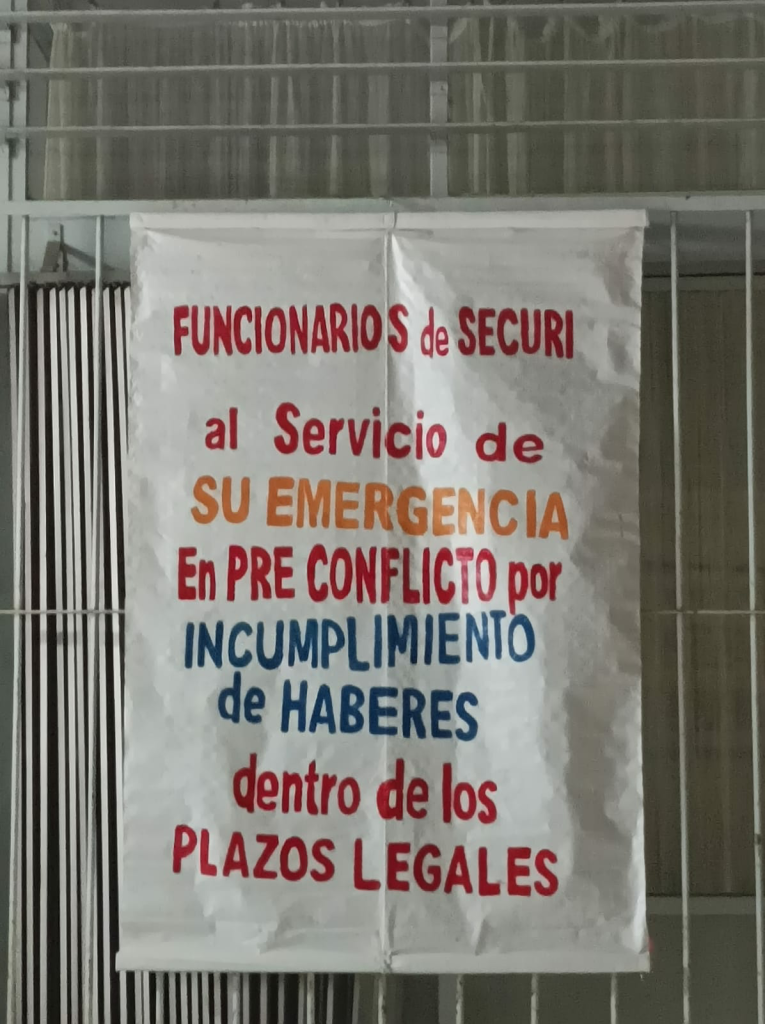 FUNCIONARIOS de SECURI
al Servicio de
SU EMERGENCIA
En PRE CONFLICTO por
INCUMPLIMIENTO
de HABERES
dentro de los
PLAZOS LEGALES